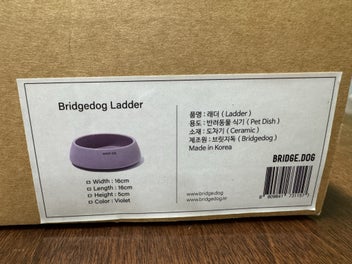 Bridgedog Ladder
□ Width : 16cm
□ Length : 16cm
□ Height : 5cm
□ Color : Violet
품명 : 래더 ( Ladder )
용도 : 반려동물 식기 ( Pet Dish )
소재 : 도자기 ( Ceramic )
제조원 : 브릿지독 ( Bridgedog )
Made in Korea
BRIDGE.DOG
www.bridge.dog
www.bridgedog.kr